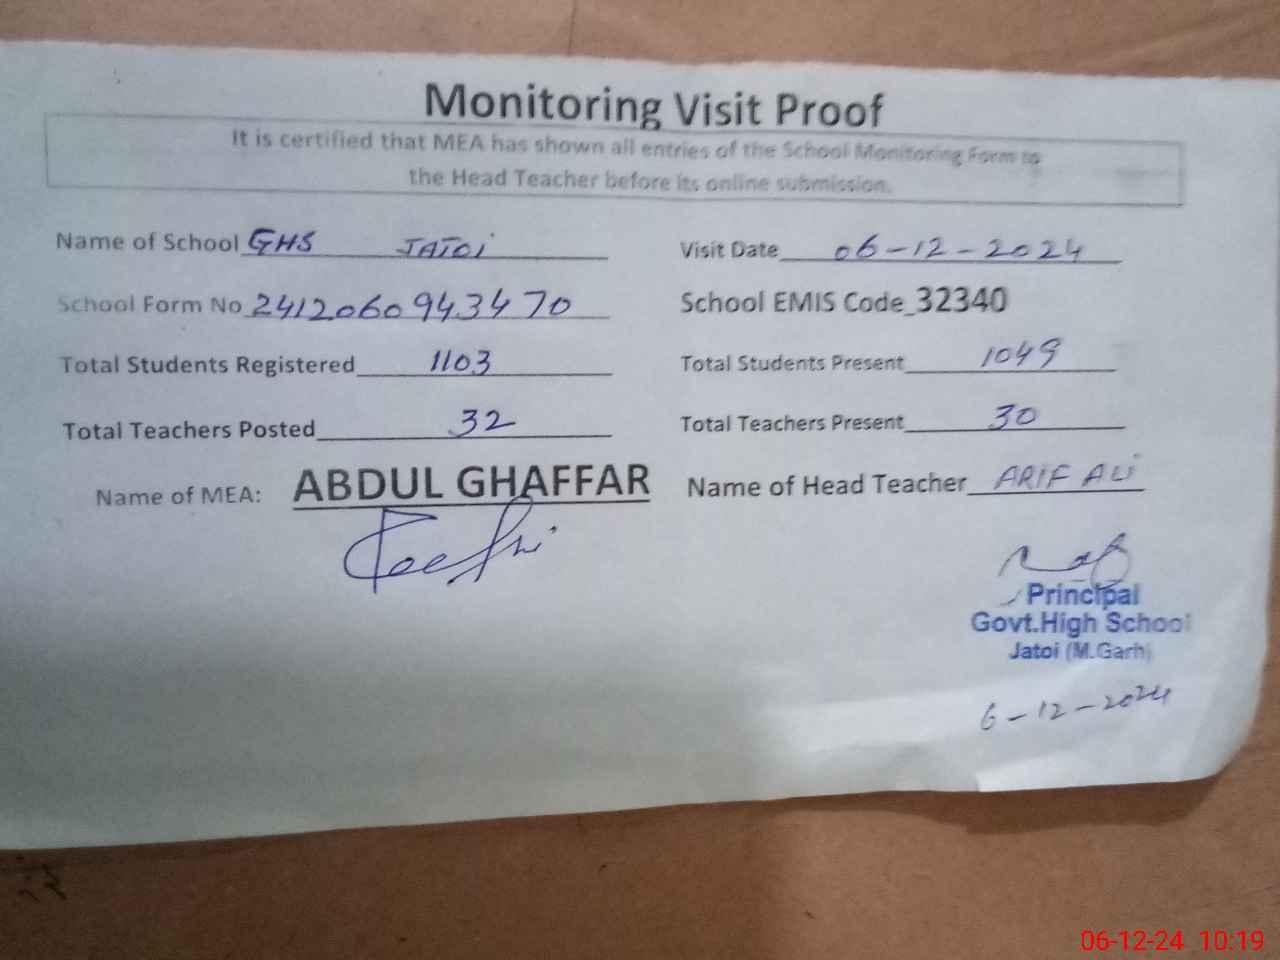 Monitoring Visit Proof
It is certified that MEA has shown all entries of the School Monitoring Form to
the Head Teacher before its online submission.
Name of School GHS JATOI Visit Date 06-12-2024
School Form No 2412060943470 School EMIS Code_32340
Total Students Registered 1103 Total Students Present 1049
Total Teachers Posted 32 Total Teachers Present 30
Name of MEA: ABDUL GHAFFAR Name of Head Teacher ARIF ALI
Principal
Govt.High School
Jatoi (M.Garh)
6-12-2024
06-12-24 10:19